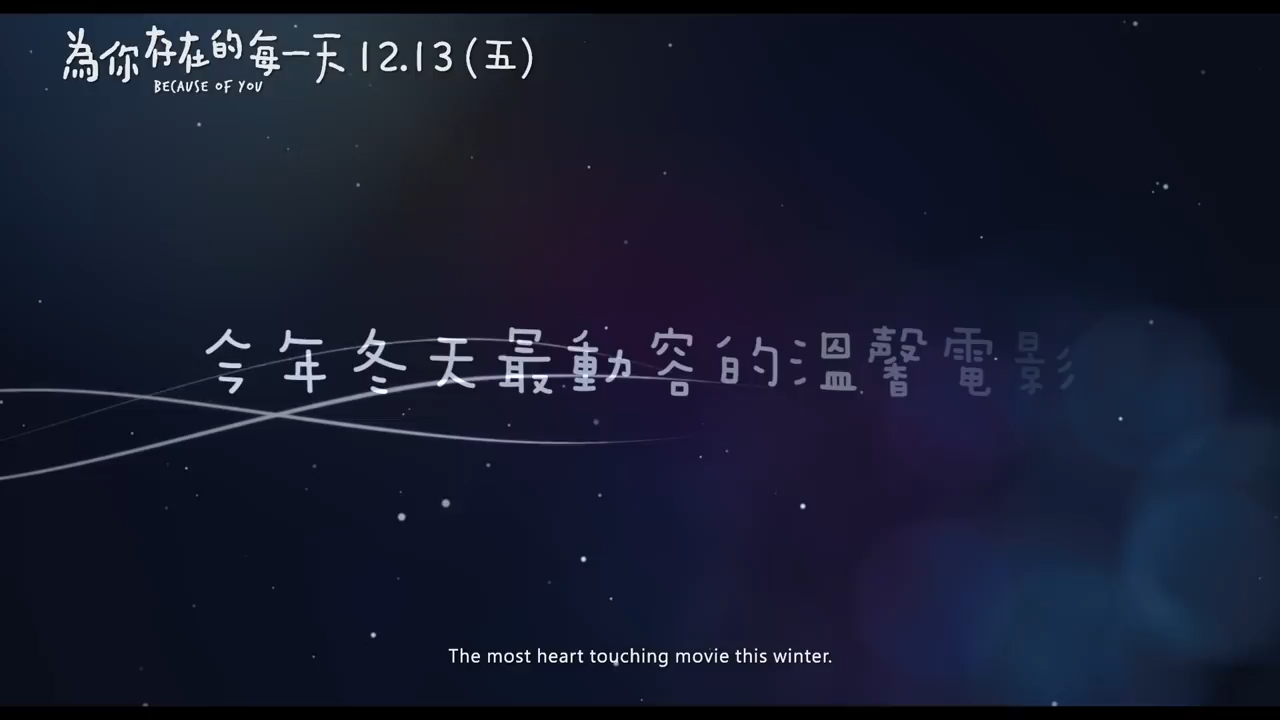 為你存在的每一天 12.13(五)
BECAUSE OF YOU
今年冬天最動容的溫馨電影
The most heart touching movie this winter.